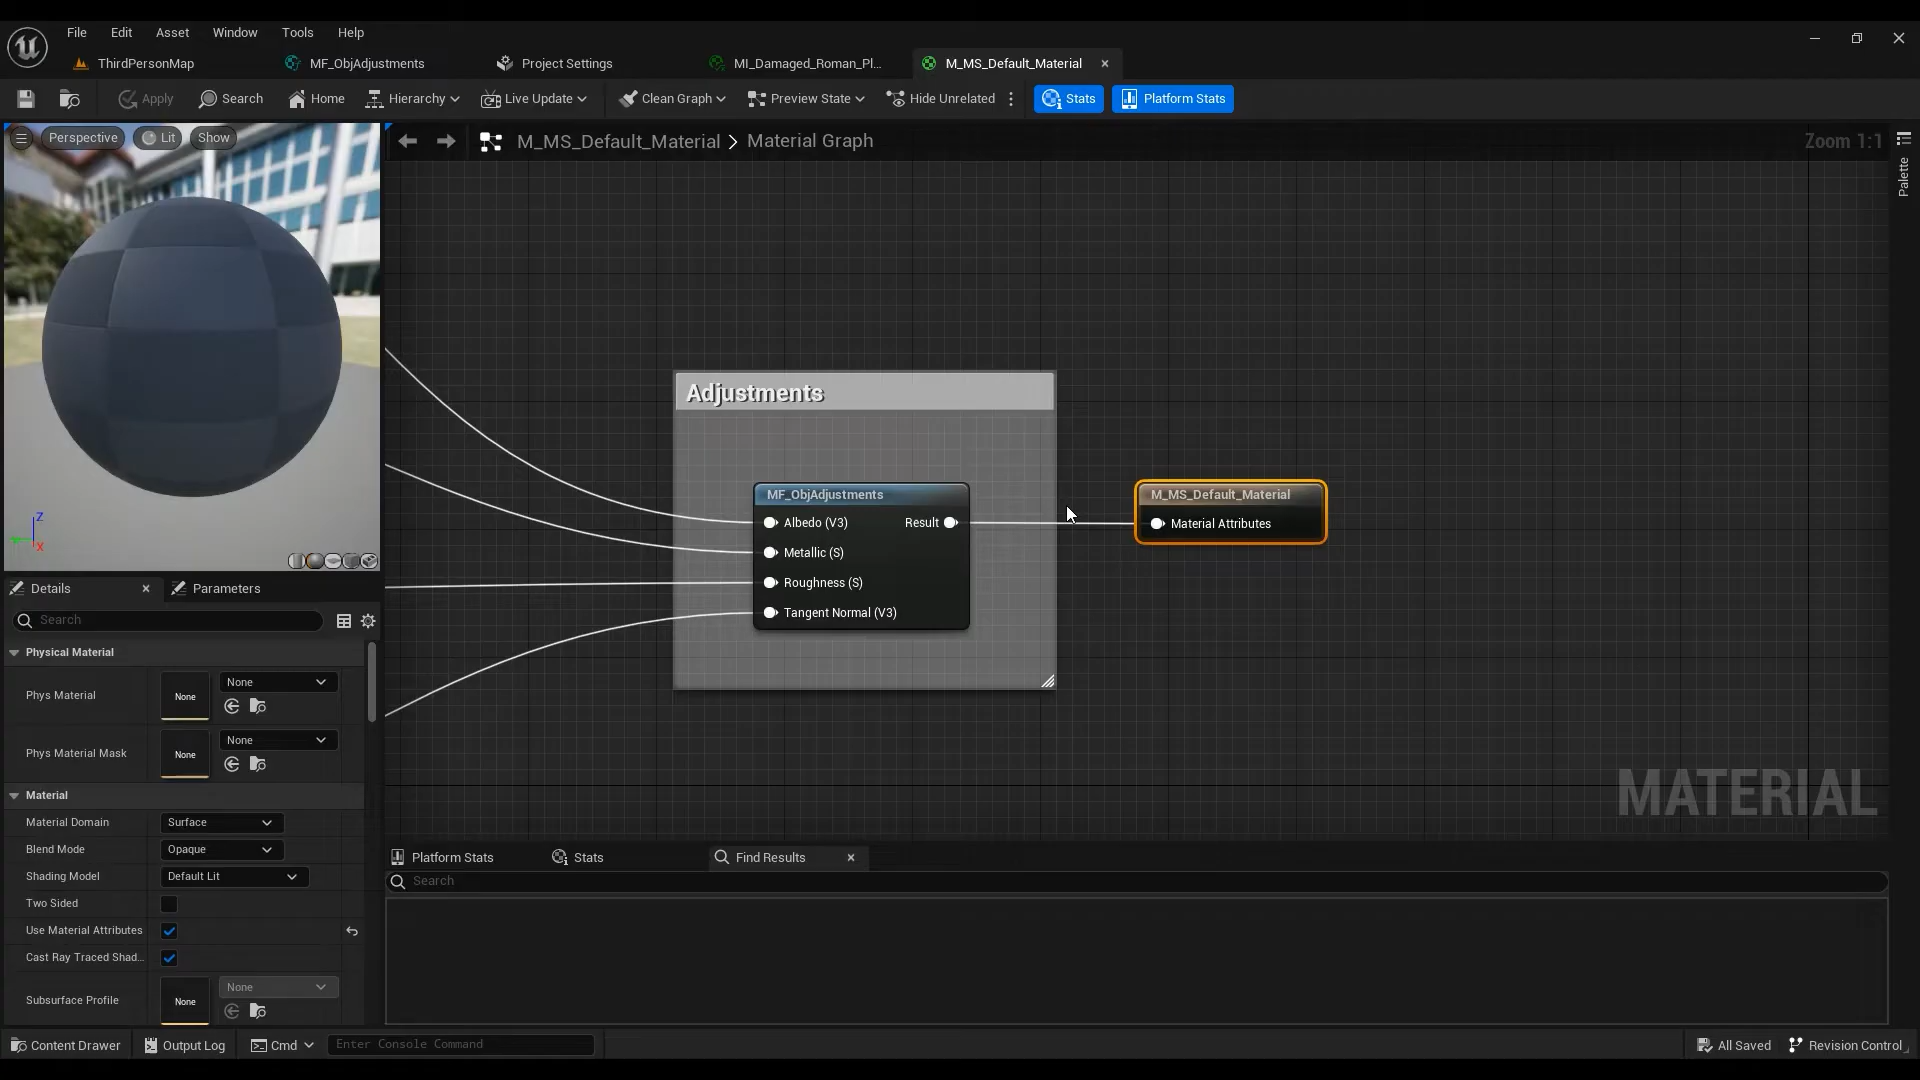 File Edit Asset Window Tools Help
ThirdPersonMap MF_ObjAdjustments Project Settings MI_Damaged_Roman_Pl... M_MS_Default_Material
Apply Search Home Hierarchy Live Update Clean Graph Preview State Hide Unrelated Stats Platform Stats
Perspective Lit Show
M_MS_Default_Material > Material Graph
Zoom 1:1
Palette
Adjustments
MF_ObjAdjustments
Albedo (V3) Result
Metallic (S)
Roughness (S)
Tangent Normal (V3)
M_MS_Default_Material
Material Attributes
MATERIAL
Z
X
Details Parameters
Search
Physical Material
Phys Material None None
Phys Material Mask None None
Material
Material Domain Surface
Blend Mode Opaque
Shading Model Default Lit
Two Sided
Use Material Attributes
Cast Ray Traced Shad...
Subsurface Profile None None
Platform Stats Stats Find Results
Search
Content Drawer Output Log Cmd Enter Console Command All Saved Revision Control